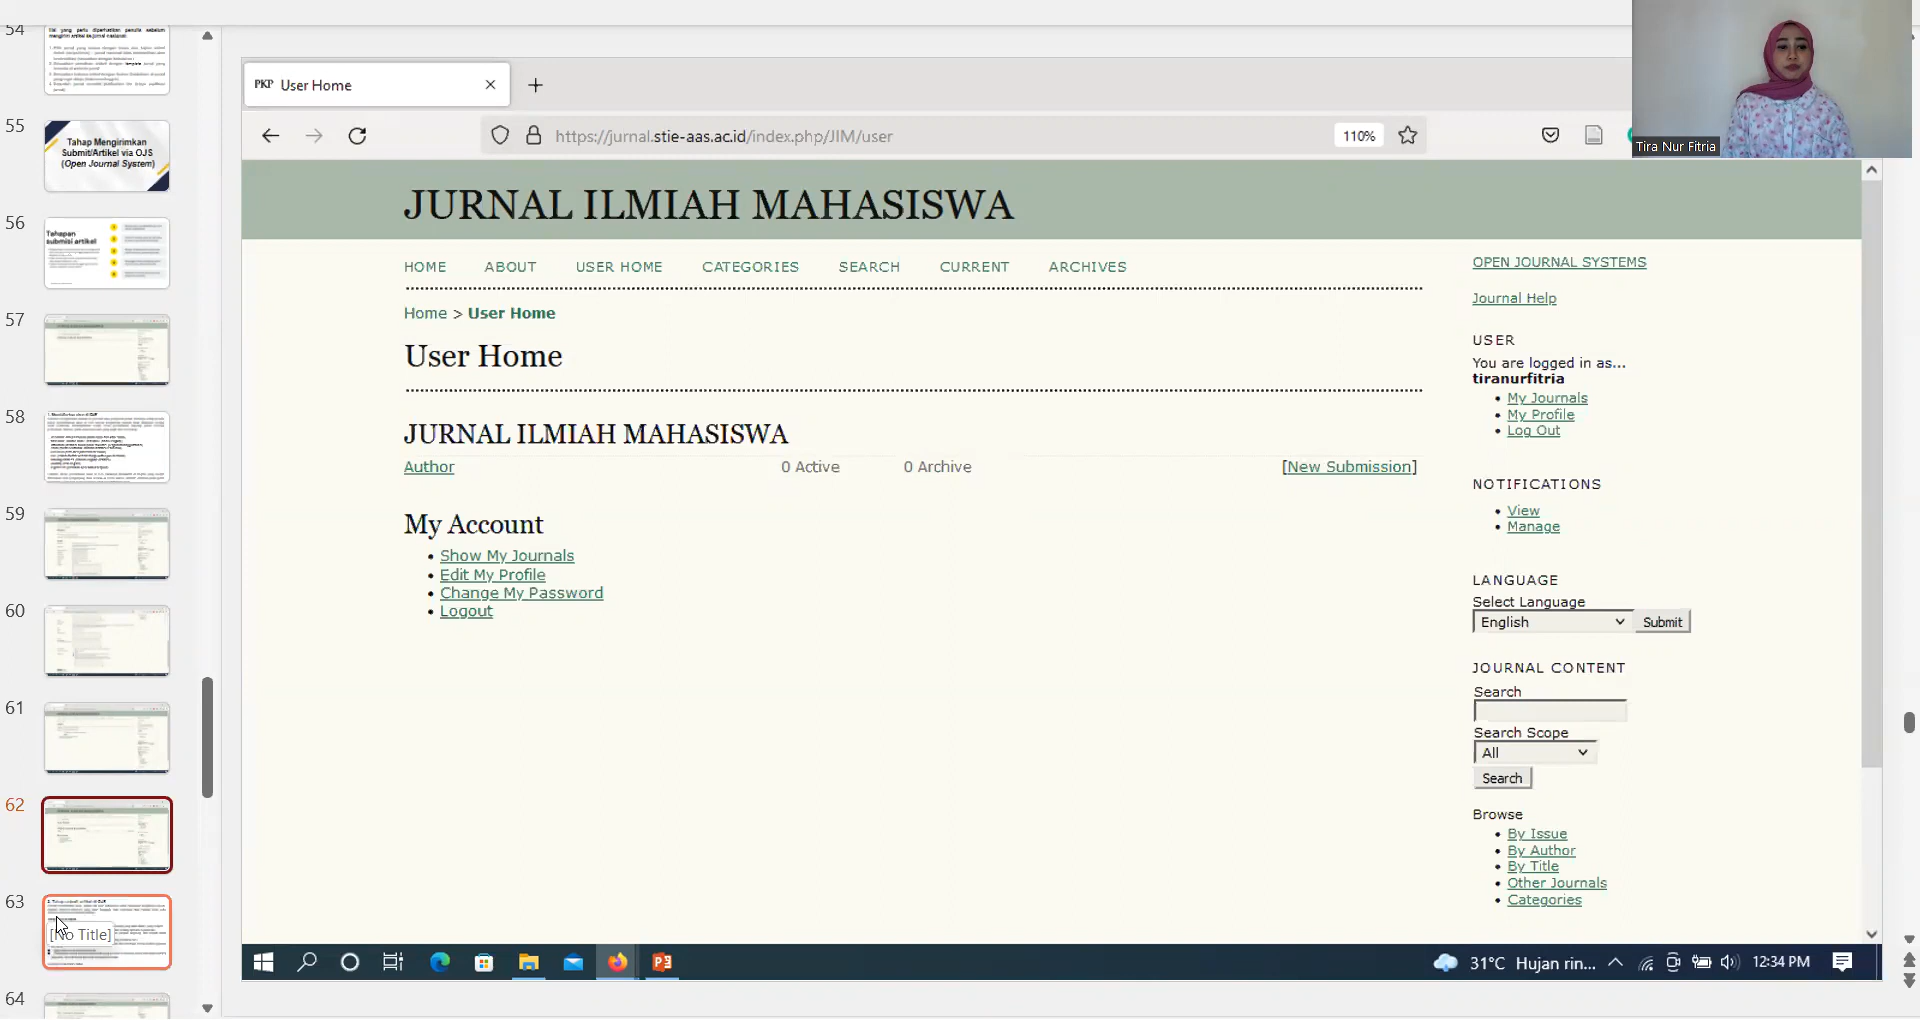 54
55
Tahap Mengirimkan
Submit/Artikel via OJS
(Open Journal System)
56
Tahapan
submisi artikel
57
58
59
60
61
62
63
[No Title]
64
PKP User Home
https://jurnal.stie-aas.ac.id/index.php/JIM/user
110%
Tira Nur Fitria
JURNAL ILMIAH MAHASISWA
HOME ABOUT USER HOME CATEGORIES SEARCH CURRENT ARCHIVES
Home > User Home
User Home
JURNAL ILMIAH MAHASISWA
Author 0 Active 0 Archive [New Submission]
My Account
Show My Journals
Edit My Profile
Change My Password
Logout
OPEN JOURNAL SYSTEMS
Journal Help
USER
You are logged in as...
tiranurfitria
My Journals
My Profile
Log Out
NOTIFICATIONS
View
Manage
LANGUAGE
Select Language
English Submit
JOURNAL CONTENT
Search
Search Scope
All
Search
Browse
By Issue
By Author
By Title
Other Journals
Categories
31°C Hujan rin... 12:34 PM